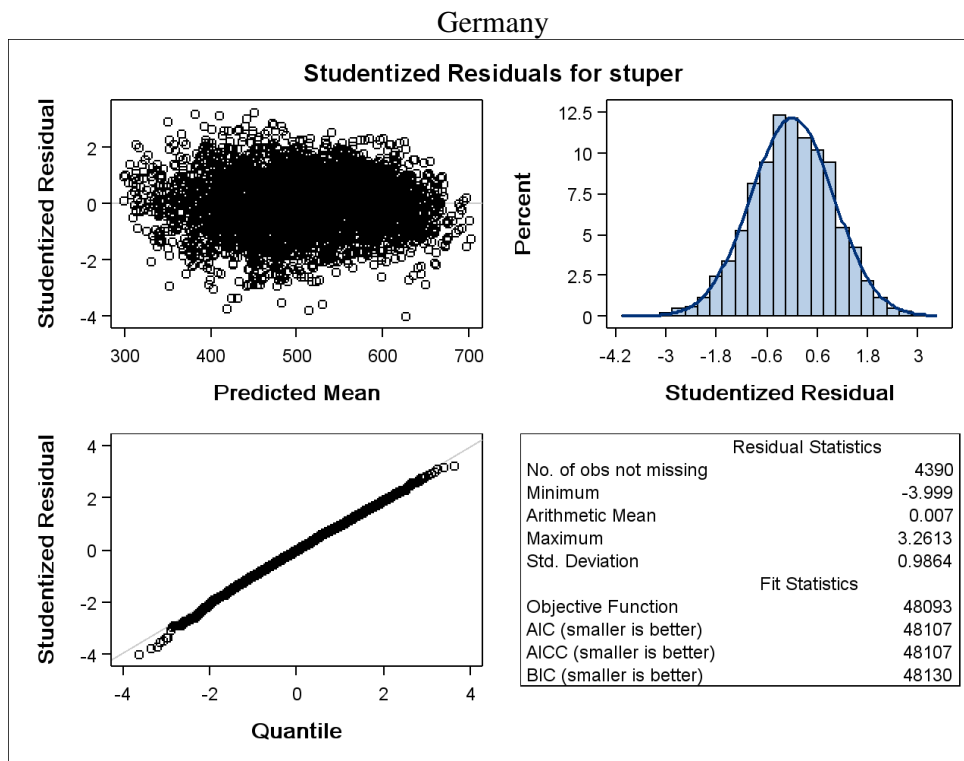 Germany
Studentized Residuals for stuper
Studentized Residual
2
0
-2
-4
300 400 500 600 700
Predicted Mean
Percent
12.5
10
7.5
5
2.5
0
-4.2 -3 -1.8 -0.6 0.6 1.8 3
Studentized Residual
Studentized Residual
4
2
0
-2
-4
-4 -2 0 2 4
Quantile
Residual Statistics
No. of obs not missing 4390
Minimum -3.999
Arithmetic Mean 0.007
Maximum 3.2613
Std. Deviation 0.9864
Fit Statistics
Objective Function 48093
AIC (smaller is better) 48107
AICC (smaller is better) 48107
BIC (smaller is better) 48130